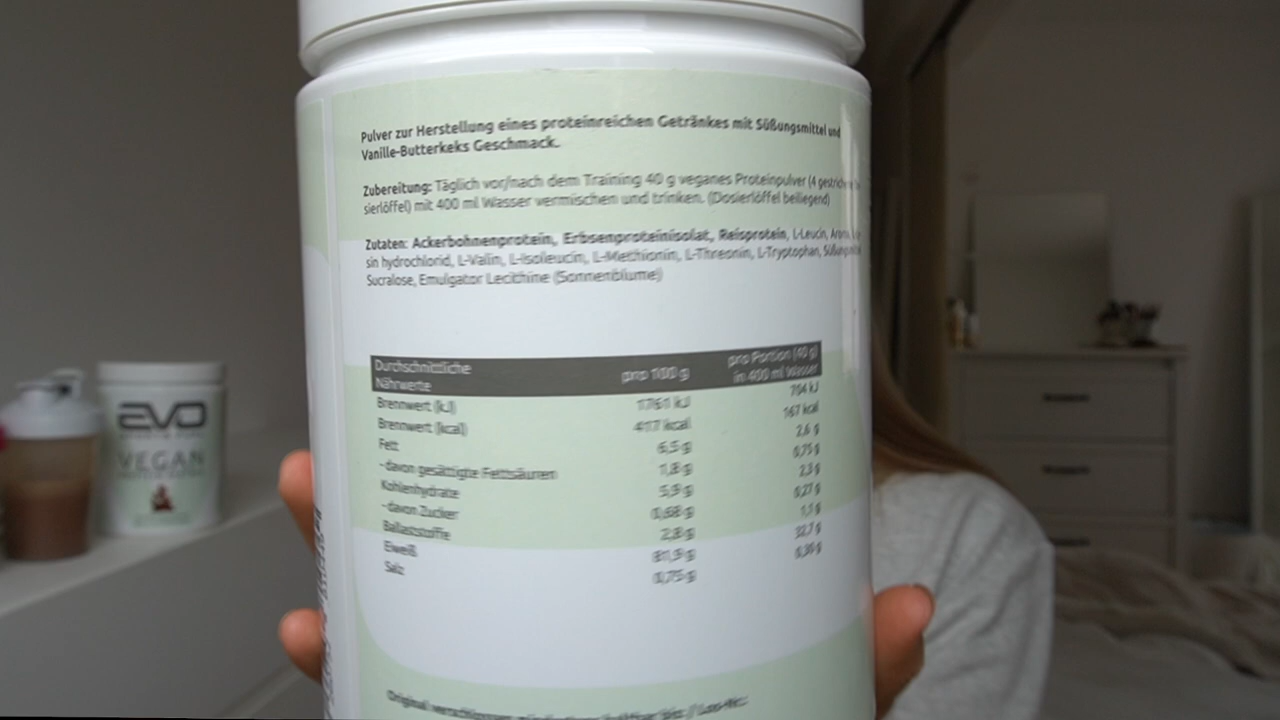 Pulver zur Herstellung eines proteinreichen Getränkes mit Süßungsmittel und
Vanille-Butterkeks Geschmack.
Zubereitung: Täglich vor/nach dem Training 40 g veganes Proteinpulver (4
sierlöffel) mit 400 ml Wasser vermischen und trinken. (Dosierlöffel beiliegend)
Zutaten: Ackerbohnenprotein, Erbsenproteinisolat, Reisprotein, L-Leucin,
sin hydrochlorid, L-Valin, L-Isoleucin, L-Methionin, L-Threonin, L-Tryptophan,
Sucralose, Emulgator Lecithine (Sonnenblume)
Durchschnittliche
Nährwerte pro 100 g pro Portion (40 g)
in 400 ml Wasser
Brennwert (kJ) 1761 kJ 704 kJ
Brennwert (kcal) 417 kcal 167 kcal
Fett 6,5 g 2,6 g
- davon gesättigte Fettsäuren 1,8 g 0,75 g
Kohlenhydrate 5,9 g 2,3 g
- davon Zucker 0,68 g 0,27 g
Ballaststoffe 2,8 g 1,1 g
Eiweiß 81,9 g 32,7 g
Salz 0,75 g 0,30 g
Original verschlossen
EVO
VEGAN